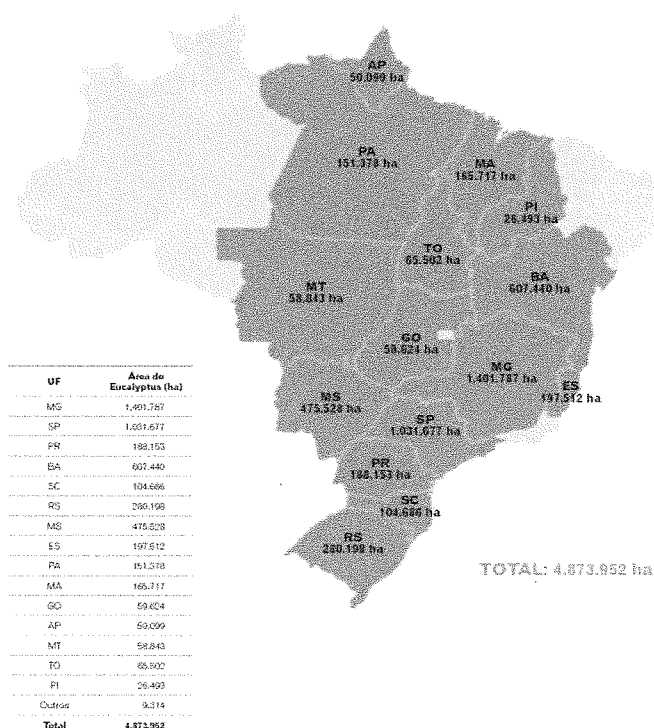 AP
50.099 ha
PA
151.378 ha
MA
165.717 ha
PI
26.493 ha
TO
65.502 ha
BA
607.440 ha
MT
58.843 ha
GO
59.624 ha
MG
1.401.787 ha
ES
197.512 ha
MS
475.528 ha
SP
1.031.677 ha
PR
188.153 ha
SC
104.686 ha
RS
280.198 ha
TOTAL: 4.873.952 ha
UF Área de Eucalyptus (ha)
MG 1.401.787
SP 1.031.677
PR 188.153
BA 607.440
SC 104.686
RS 280.198
MS 475.528
ES 197.512
PA 151.378
MA 165.717
GO 59.624
AP 50.099
MT 58.843
TO 65.502
PI 26.493
Outros 9.314
Total 4.873.952